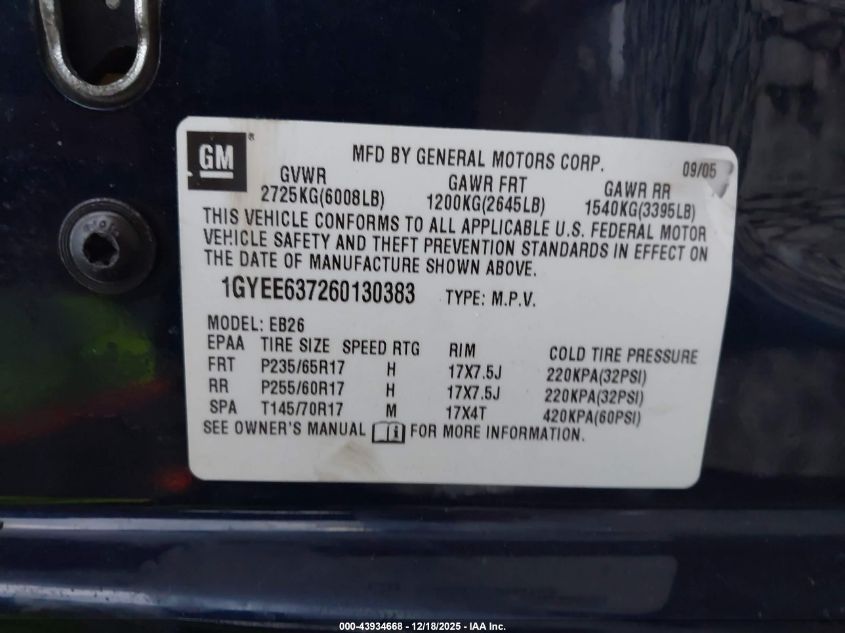 GM ®
MFD BY GENERAL MOTORS CORP. 09/05
GVWR GAWR FRT GAWR RR
2725KG(6008LB) 1200KG(2645LB) 1540KG(3395LB)
THIS VEHICLE CONFORMS TO ALL APPLICABLE U.S. FEDERAL MOTOR
VEHICLE SAFETY AND THEFT PREVENTION STANDARDS IN EFFECT ON
THE DATE OF MANUFACTURE SHOWN ABOVE.
1GYEE637260130383 TYPE: M.P.V.
MODEL: EB26
EPAA TIRE SIZE SPEED RTG RIM COLD TIRE PRESSURE
FRT P235/65R17 H 17X7.5J 220KPA(32PSI)
RR P255/60R17 H 17X7.5J 220KPA(32PSI)
SPA T145/70R17 M 17X4T 420KPA(60PSI)
SEE OWNER'S MANUAL i FOR MORE INFORMATION.
000-43934668 - 12/18/2025 - IAA Inc.